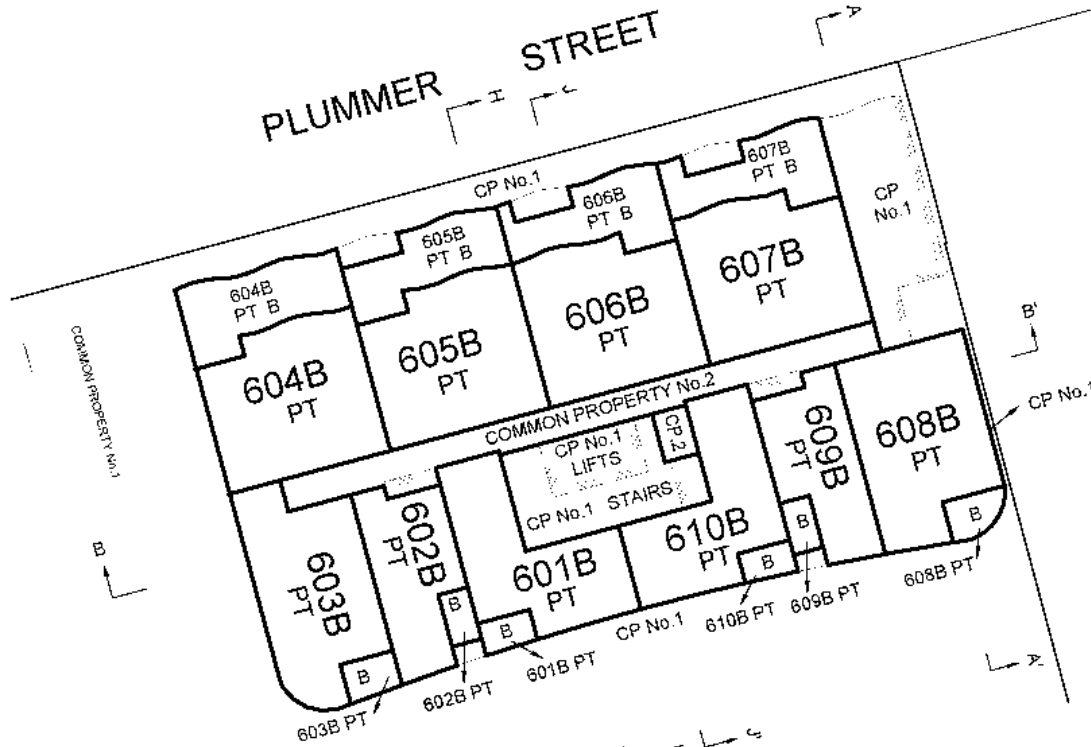 PLUMMER STREET
A
H
J
CP No.1
607B
PT B
606B
PT B
605B
PT B
604B
PT B
CP
No.1
607B
PT
606B
PT
605B
PT
604B
PT
COMMON PROPERTY No.1
B'
COMMON PROPERTY No.2
CP No.1
CP No.1
LIFTS
CP 2
CP No.1 STAIRS
608B
PT
609B
PT
610B
PT
601B
PT
602B
PT
603B
PT
B
B
B
B
B
B
B
608B PT
609B PT
610B PT
CP No.1
601B PT
602B PT
603B PT
A'
J'